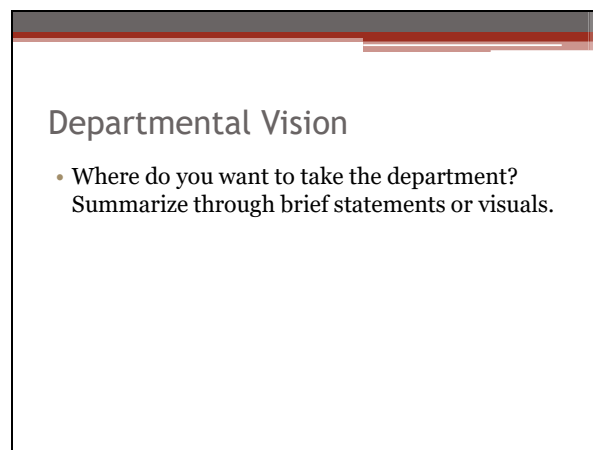 Departmental Vision
• Where do you want to take the department?
Summarize through brief statements or visuals.